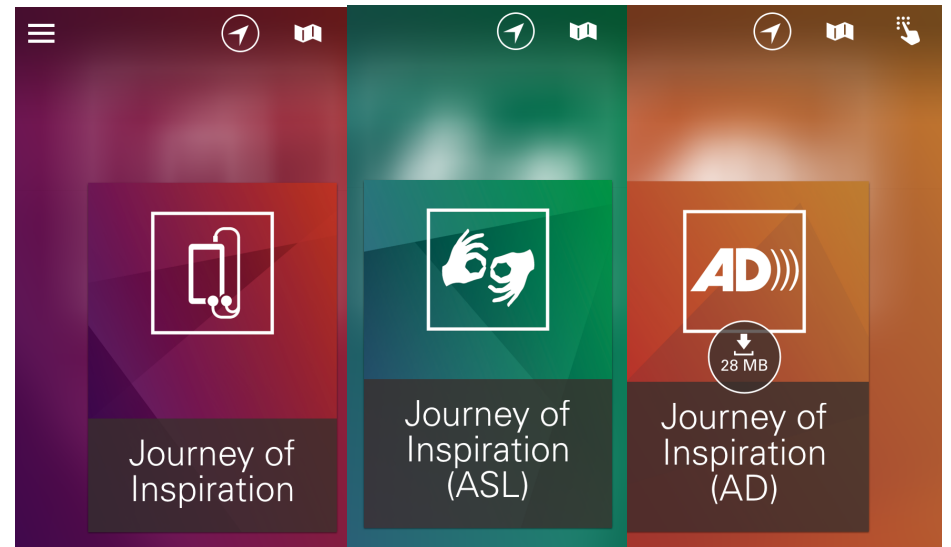 Journey of
Inspiration
Journey of
Inspiration
(ASL)
AD
28 MB
Journey of
Inspiration
(AD)